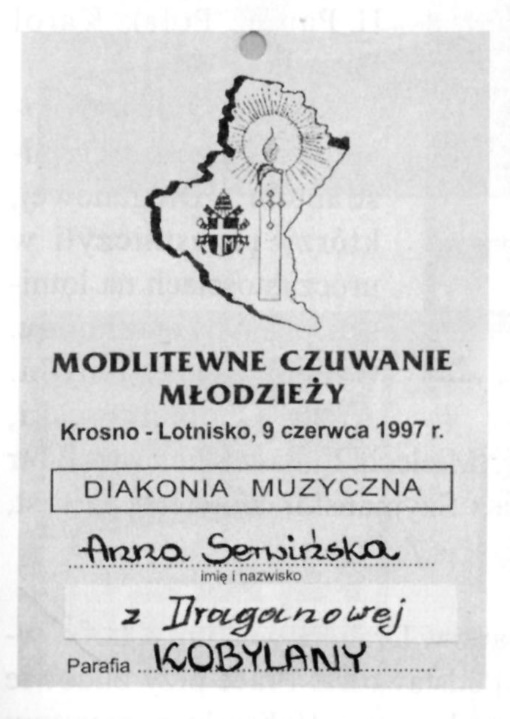 MODLITEWNE CZUWANIE
MŁODZIEŻY
Krosno - Lotnisko, 9 czerwca 1997 r.
DIAKONIA MUZYCZNA
Anna Serwińska
imię i nazwisko
z Draganowej
Parafia KOBYLANY